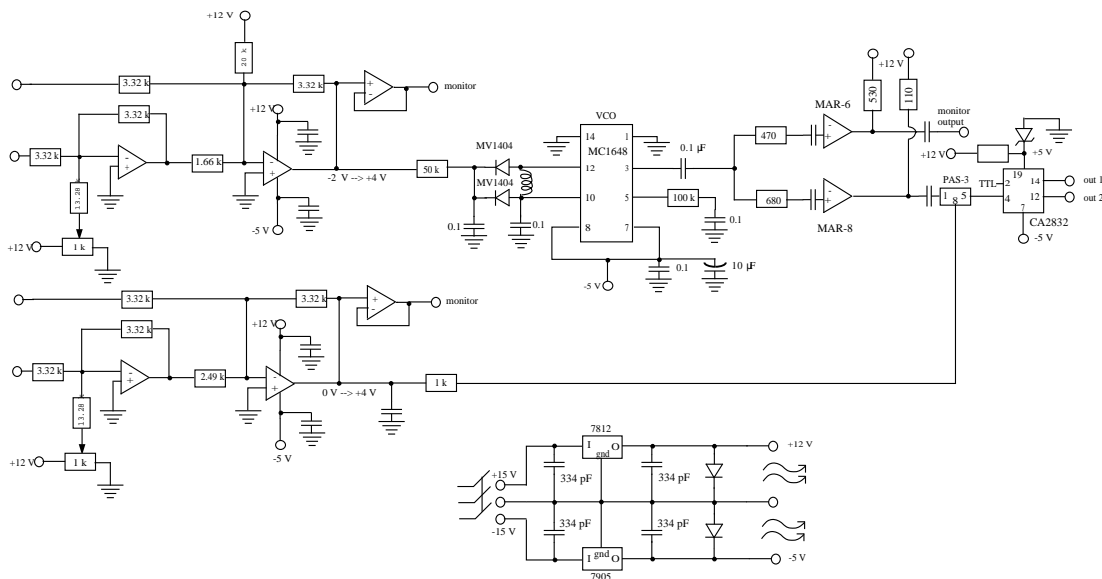 +12 V
20 k
3.32 k
3.32 k
monitor
3.32 k
+12 V
3.32 k
1.66 k
13.28 k
-2 V --> +4 V
-5 V
+12 V
1 k
50 k
MV1404
MV1404
0.1
0.1
VCO
MC1648
14
1
12
3
10
5
8
7
-5 V
0.1 µF
100 k
0.1
0.1
10 µF
470
680
MAR-6
MAR-8
+12 V
530
110
monitor
output
+12 V
+5 V
PAS-3
1
8
5
TTL
2
4
19
14
12
7
CA2832
-5 V
out 1
out 2
3.32 k
3.32 k
monitor
3.32 k
+12 V
3.32 k
2.49 k
13.28 k
0 V --> +4 V
-5 V
+12 V
1 k
1 k
7812
I
O
gnd
+12 V
+15 V
334 pF
334 pF
-15 V
334 pF
334 pF
I
gnd
O
-5 V
7905